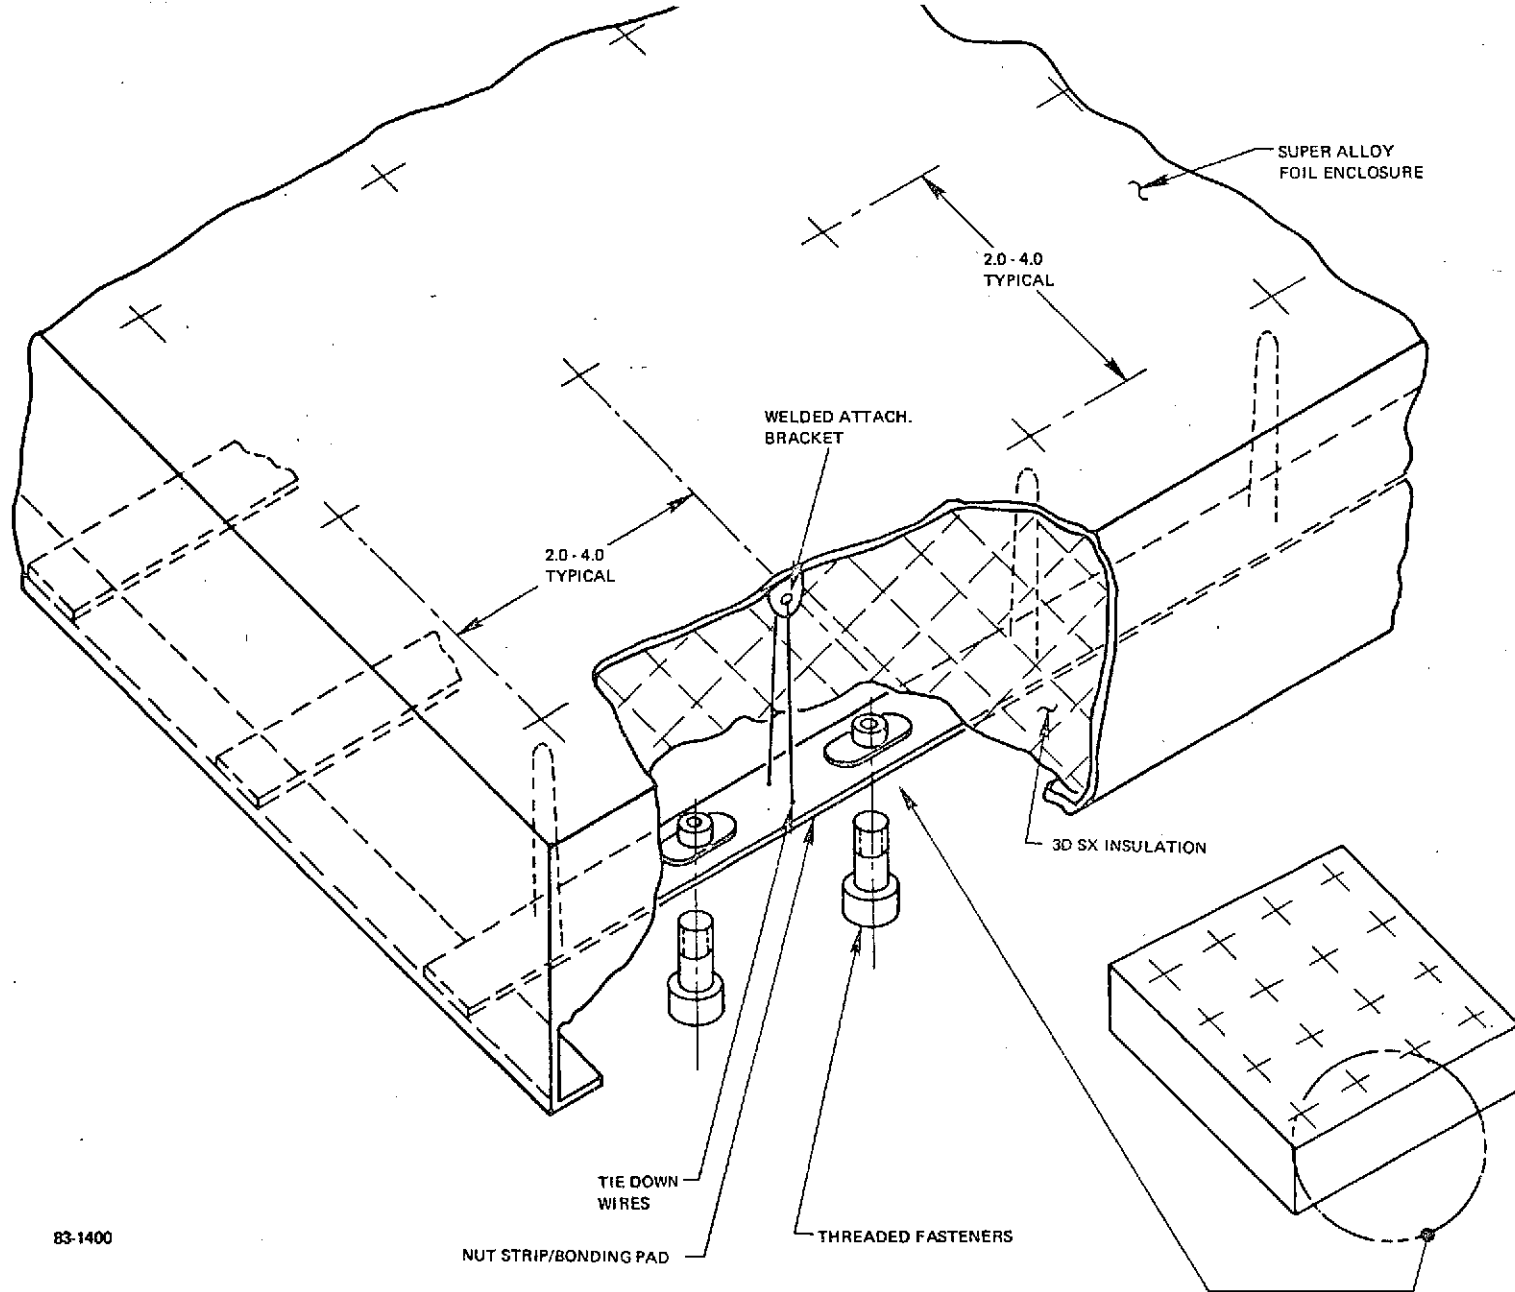 SUPER ALLOY
FOIL ENCLOSURE
2.0 - 4.0
TYPICAL
WELDED ATTACH.
BRACKET
2.0 - 4.0
TYPICAL
3D SX INSULATION
TIE DOWN
WIRES
THREADED FASTENERS
NUT STRIP/BONDING PAD
83-1400